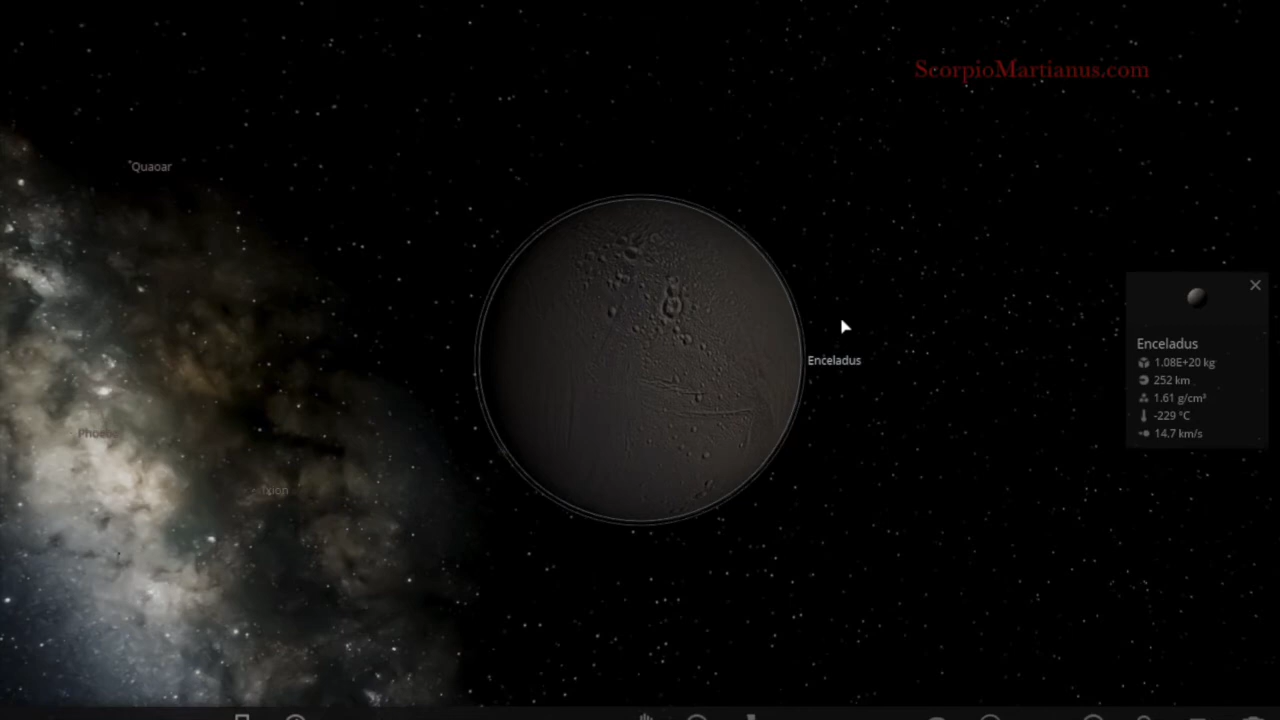 ScorpioMartianus.com
Quaoar
Enceladus
Enceladus
1.08E+20 kg
252 km
1.61 g/cm³
-229 °C
14.7 km/s
Phoebe
Ixion